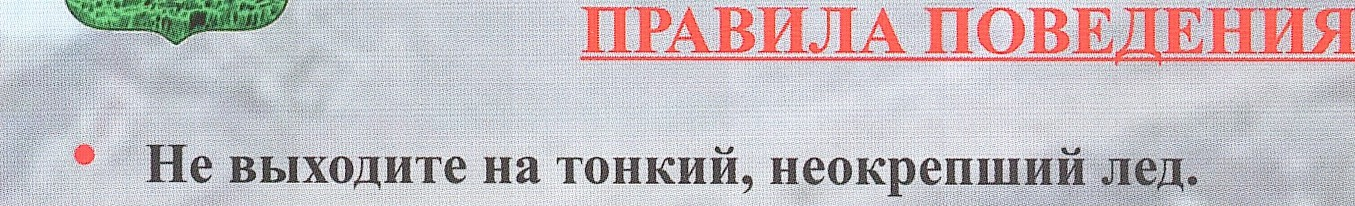 ПРАВИЛА ПОВЕДЕНИЯ
• Не выходите на тонкий, неокрепший лед.